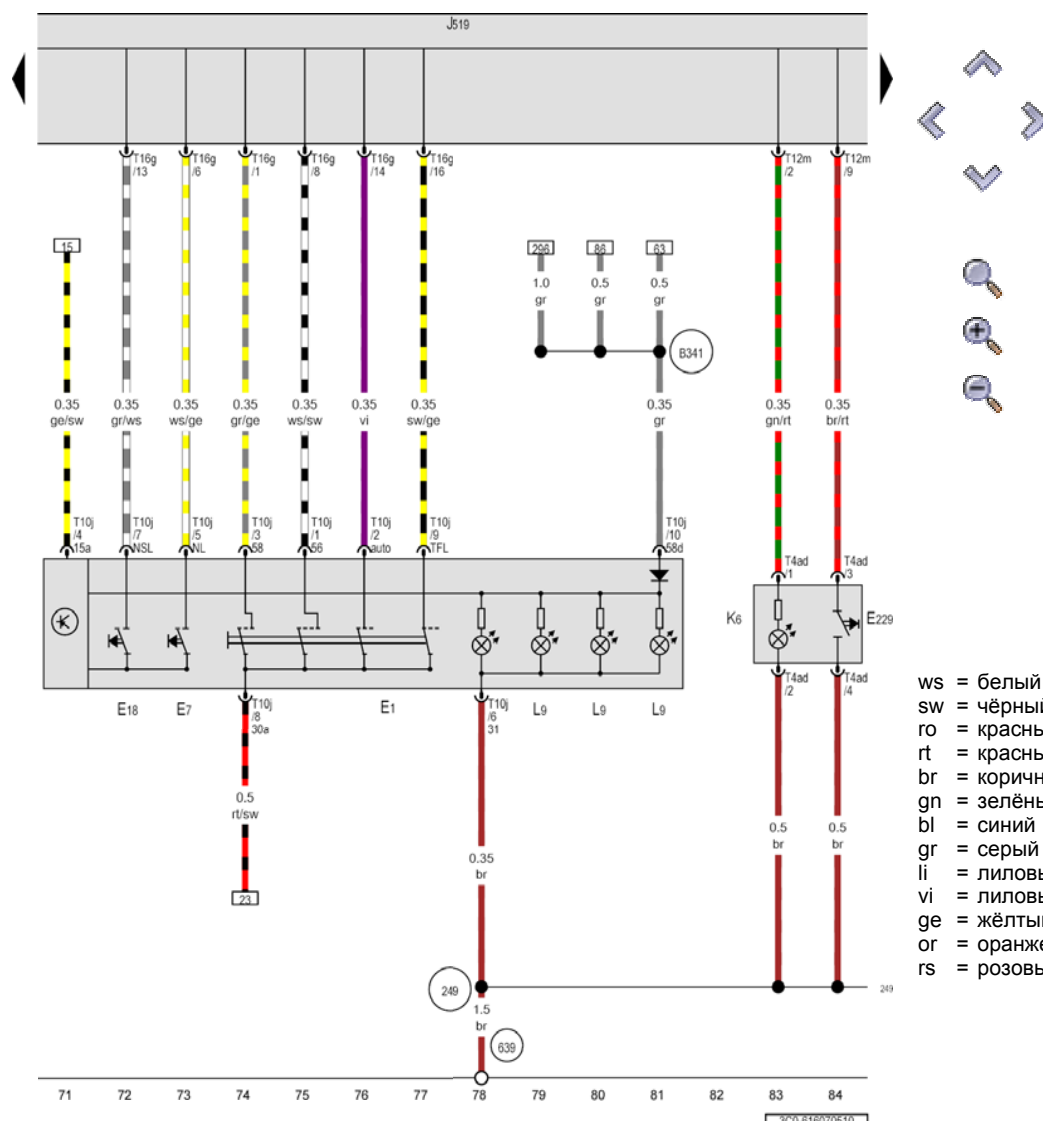 J519
T16g T16g T16g T16g T16g T16g T12m T12m
/13 /6 /1 /8 /14 /16 /2 /9
15 296 86 63
1.0 0.5 0.5
gr gr gr
B341
0.35 0.35 0.35 0.35 0.35 0.35 0.35 0.35 0.35 0.35
ge/sw gr/ws ws/ge gr/ge ws/sw vi sw/ge gr gn/rt br/rt
T10j T10j T10j T10j T10j T10j T10j T10j
/4 /7 /5 /3 /1 /2 /9 /10
15a NSL NL 58 56 auto TFL 58d
T4ad T4ad
/1 /3
K6 E229
T4ad T4ad
/2 /4
E18 E7 E1 L9 L9 L9
T10j T10j
/8 /6
30a 31
ws = белый
sw = чёрный
ro =
rt =
br =
gn =
bl = синий
gr = серый
li =
vi =
ge =
or =
rs =
0.5
rt/sw
0.5 0.5
br br
0.35
br
23
249 249
1.5
br
639
71 72 73 74 75 76 77 78 79 80 81 82 83 84